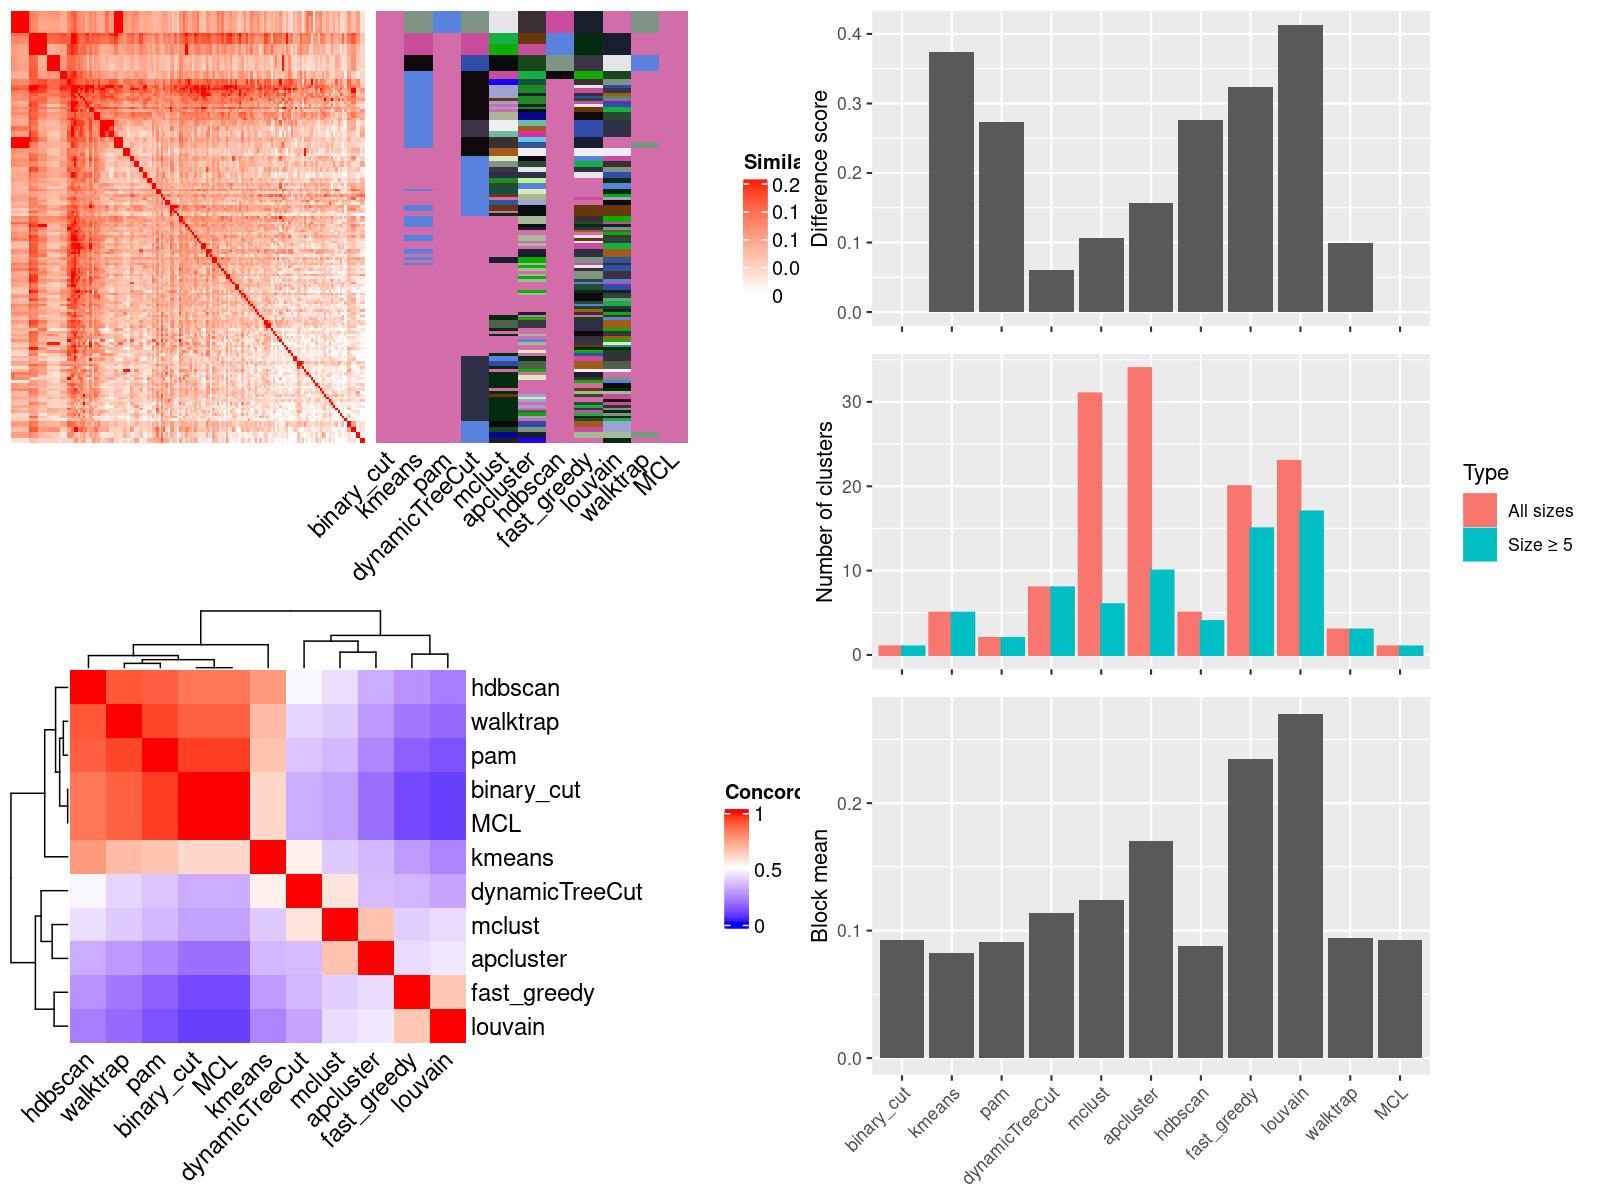 Simila
0.2
0.1
0.1
0.0
0
binary_cut
kmeans
pam
dynamicTreeCut
mclust
apcluster
hdbscan
fast_greedy
louvain
walktrap
MCL
hdbscan
walktrap
pam
binary_cut
MCL
kmeans
dynamicTreeCut
mclust
apcluster
fast_greedy
louvain
hdbscan
walktrap
pam
binary_cut
MCL
kmeans
dynamicTreeCut
mclust
apcluster
fast_greedy
louvain
Concord
1
0.5
0
Difference score
0.4
0.3
0.2
0.1
0.0
Number of clusters
30
20
10
0
Type
All sizes
Size ≥ 5
Block mean
0.2
0.1
0.0
binary_cut
kmeans
pam
dynamicTreeCut
mclust
apcluster
hdbscan
fast_greedy
louvain
walktrap
MCL